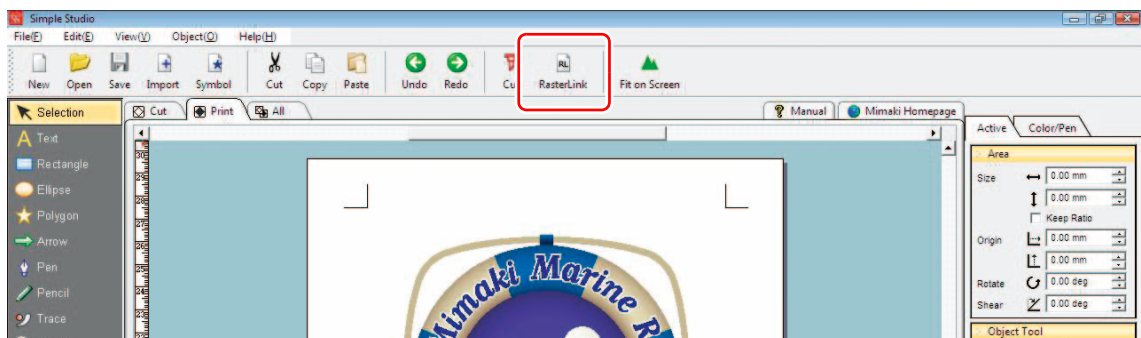 Simple Studio
File(F) Edit(E) View(V) Object(O) Help(H)
New Open Save Import Symbol Cut Copy Paste Undo Redo Cu RasterLink Fit on Screen
RL
Selection Cut Print All Manual Mimaki Homepage
Active Color/Pen
Text
Rectangle
Ellipse
Polygon
Arrow
Pen
Pencil
Trace
Mimaki Marine R
Area
Size 0.00 mm
0.00 mm
Keep Ratio
Origin 0.00 mm
0.00 mm
Rotate 0.00 deg
Shear 0.00 deg
Object Tool